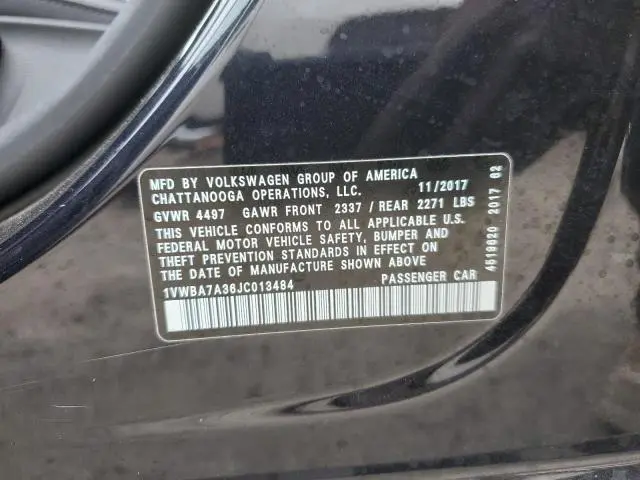 MFD BY VOLKSWAGEN GROUP OF AMERICA
CHATTANOOGA OPERATIONS, LLC. 11/2017
GVWR 4497 GAWR FRONT 2337 / REAR 2271 LBS
THIS VEHICLE CONFORMS TO ALL APPLICABLE U.S.
FEDERAL MOTOR VEHICLE SAFETY, BUMPER AND
THEFT PREVENTION STANDARDS IN EFFECT ON
THE DATE OF MANUFACTURE SHOWN ABOVE
1VWBA7A36JC013484 PASSENGER CAR
4519020 2017 02